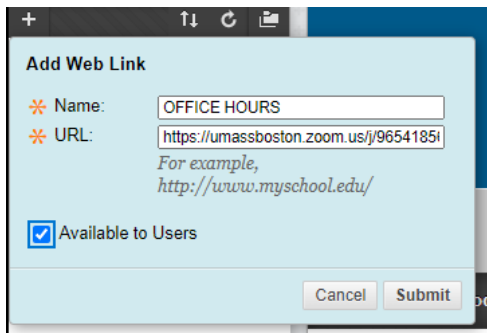 Add Web Link
Name: OFFICE HOURS
URL: https://umassboston.zoom.us/j/9654185
For example,
http://www.myschool.edu/
Available to Users
Cancel Submit